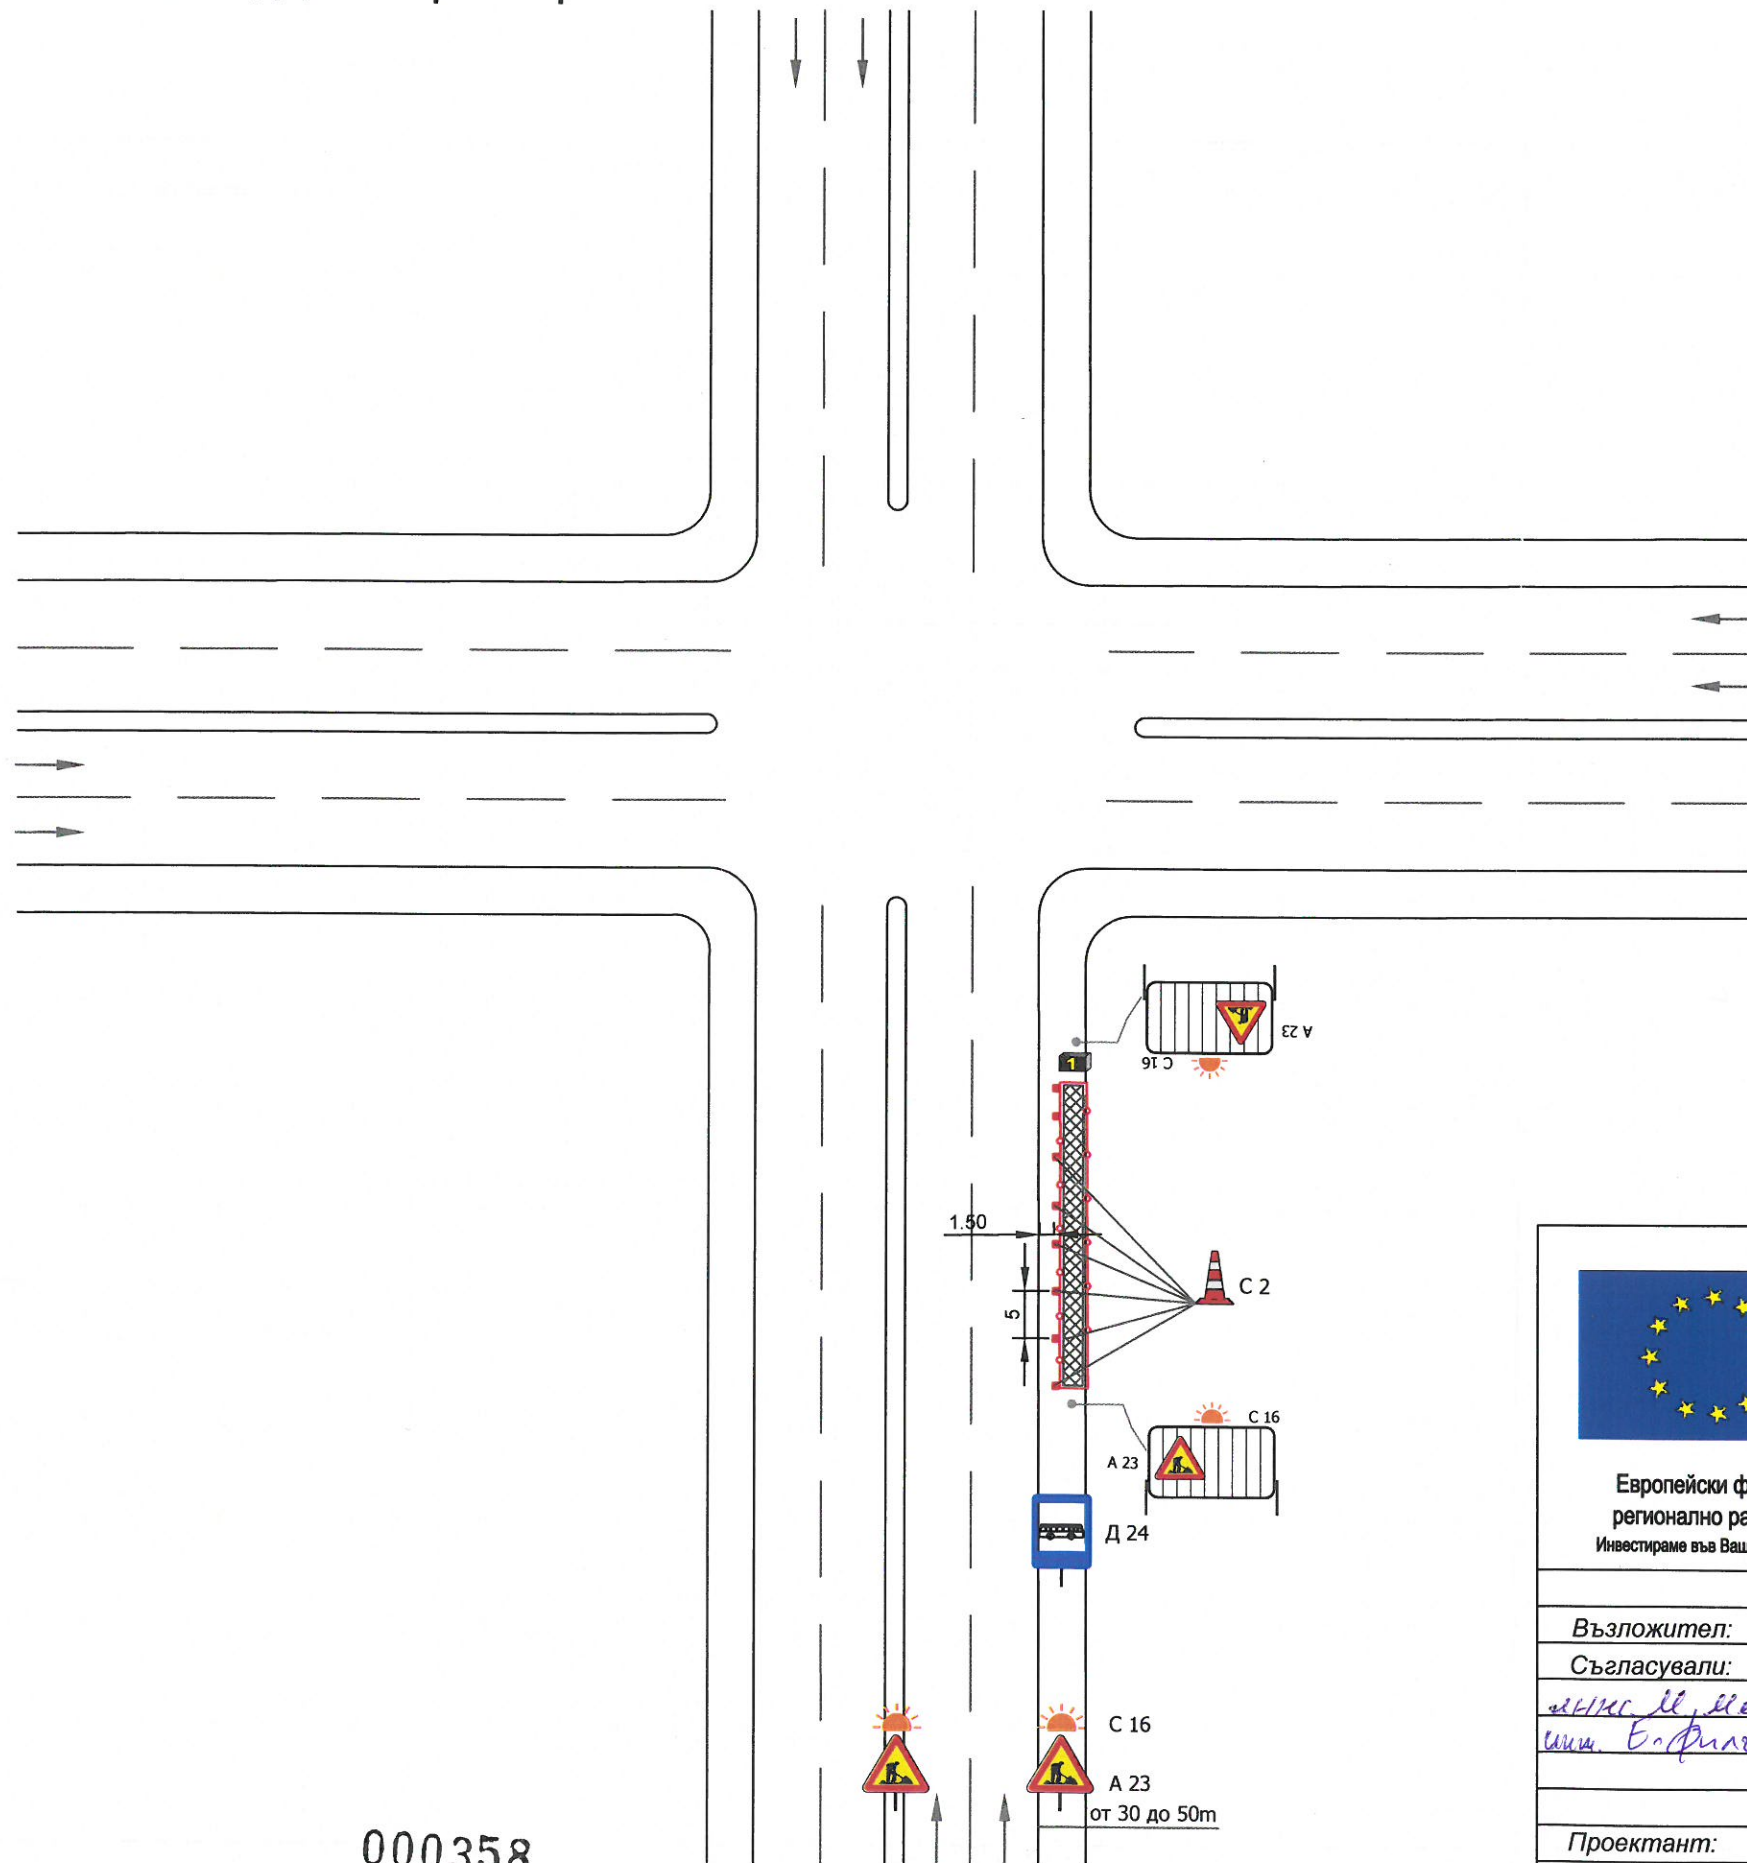 А 23
С 16
1
1.50
С 2
5
С 16
А 23
Д 24
Европейски ф
регионално ра
Инвестираме във Ваш
Възложител:
Съгласували:
С 16
А 23
от 30 до 50m
Проектант:
000358